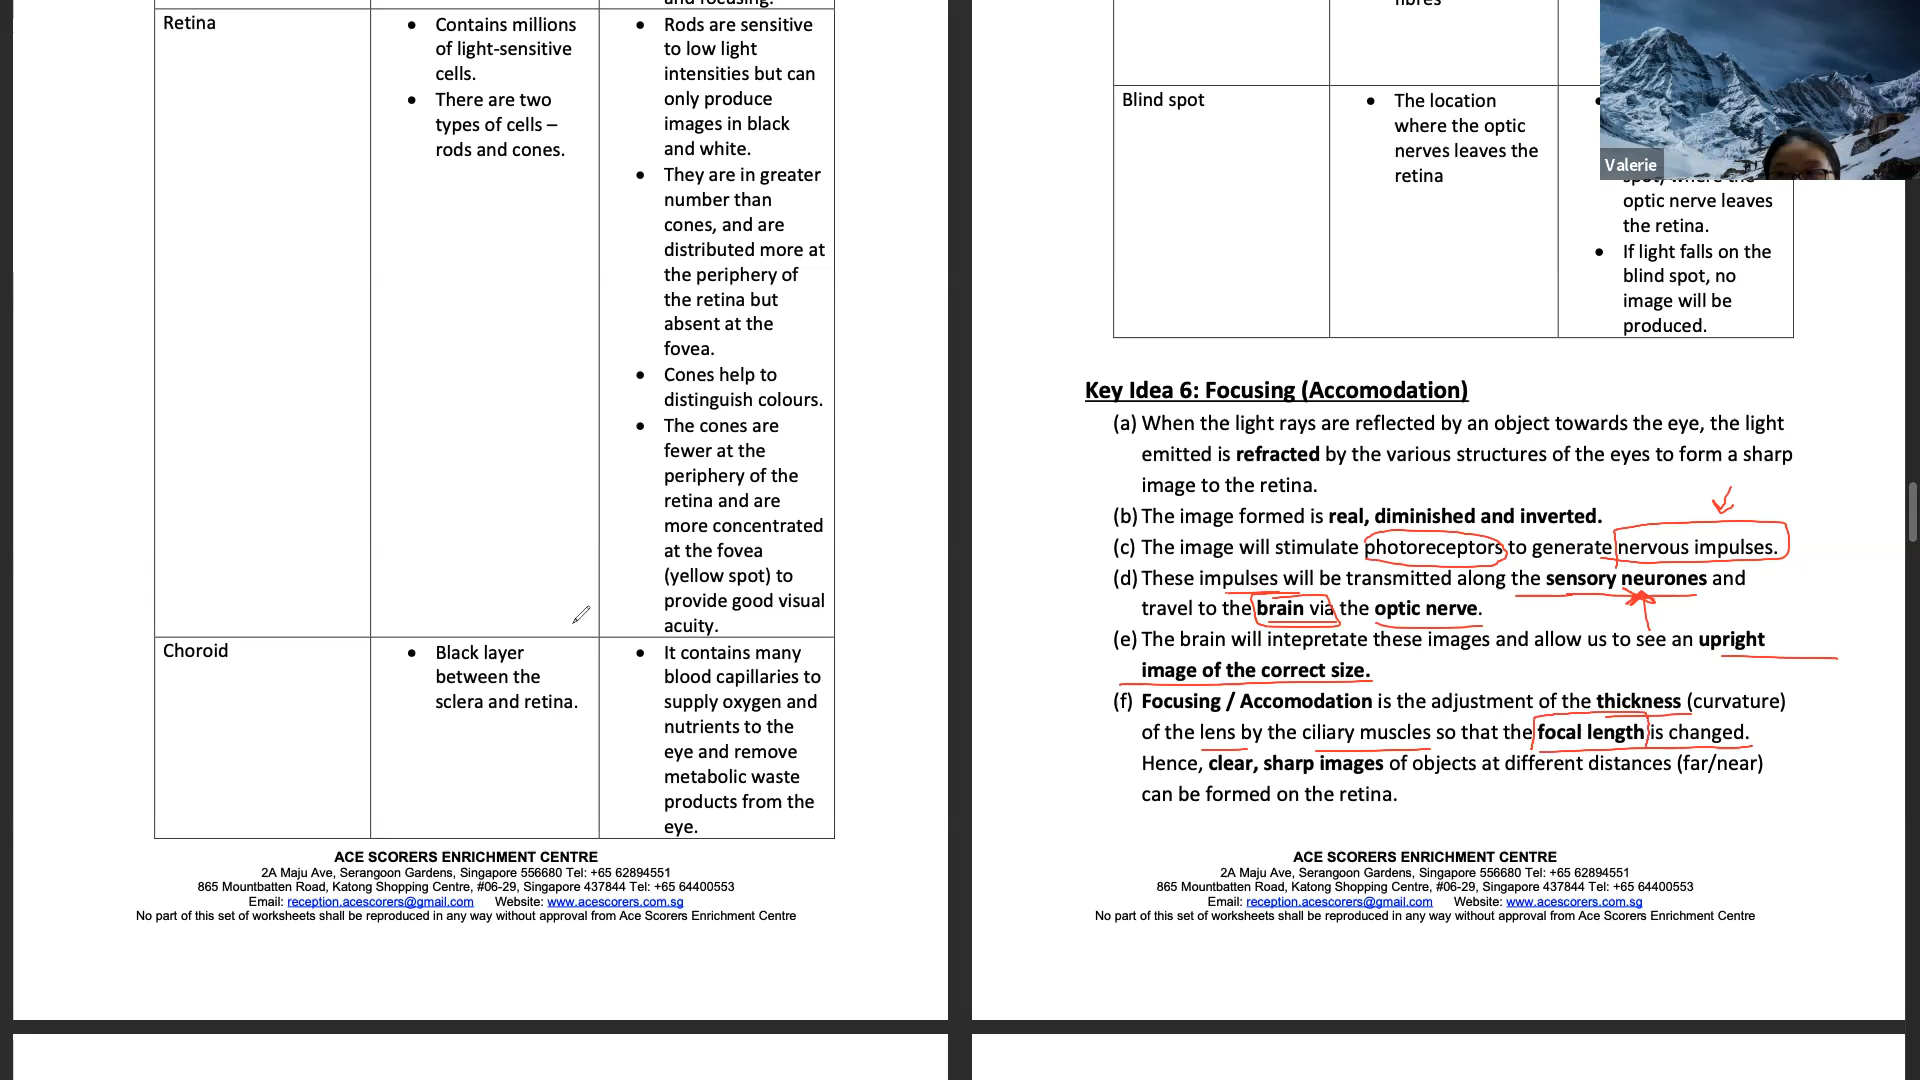 and focusing.
Retina
• Contains millions
of light-sensitive
cells.
• There are two
types of cells –
rods and cones.
• Rods are sensitive
to low light
intensities but can
only produce
images in black
and white.
• They are in greater
number than
cones, and are
distributed more at
the periphery of
the retina but
absent at the
fovea.
• Cones help to
distinguish colours.
• The cones are
fewer at the
periphery of the
retina and are
more concentrated
at the fovea
(yellow spot) to
provide good visual
acuity.
Choroid
• Black layer
between the
sclera and retina.
• It contains many
blood capillaries to
supply oxygen and
nutrients to the
eye and remove
metabolic waste
products from the
eye.
ACE SCORERS ENRICHMENT CENTRE
2A Maju Ave, Serangoon Gardens, Singapore 556680 Tel: +65 62894551
865 Mountbatten Road, Katong Shopping Centre, #06-29, Singapore 437844 Tel: +65 64400553
Email: reception.acescorers@gmail.com Website: www.acescorers.com.sg
No part of this set of worksheets shall be reproduced in any way without approval from Ace Scorers Enrichment Centre
fibres
Blind spot
• The location
where the optic
nerves leaves the
retina
spot, where the
optic nerve leaves
the retina.
• If light falls on the
blind spot, no
image will be
produced.
Valerie
Key Idea 6: Focusing (Accomodation)
(a) When the light rays are reflected by an object towards the eye, the light
emitted is refracted by the various structures of the eyes to form a sharp
image to the retina.
(b) The image formed is real, diminished and inverted.
(c) The image will stimulate photoreceptors to generate nervous impulses.
(d) These impulses will be transmitted along the sensory neurones and
travel to the brain via the optic nerve.
(e) The brain will intepretate these images and allow us to see an upright
image of the correct size.
(f) Focusing / Accomodation is the adjustment of the thickness (curvature)
of the lens by the ciliary muscles so that the focal length is changed.
Hence, clear, sharp images of objects at different distances (far/near)
can be formed on the retina.
ACE SCORERS ENRICHMENT CENTRE
2A Maju Ave, Serangoon Gardens, Singapore 556680 Tel: +65 62894551
865 Mountbatten Road, Katong Shopping Centre, #06-29, Singapore 437844 Tel: +65 64400553
Email: reception.acescorers@gmail.com Website: www.acescorers.com.sg
No part of this set of worksheets shall be reproduced in any way without approval from Ace Scorers Enrichment Centre